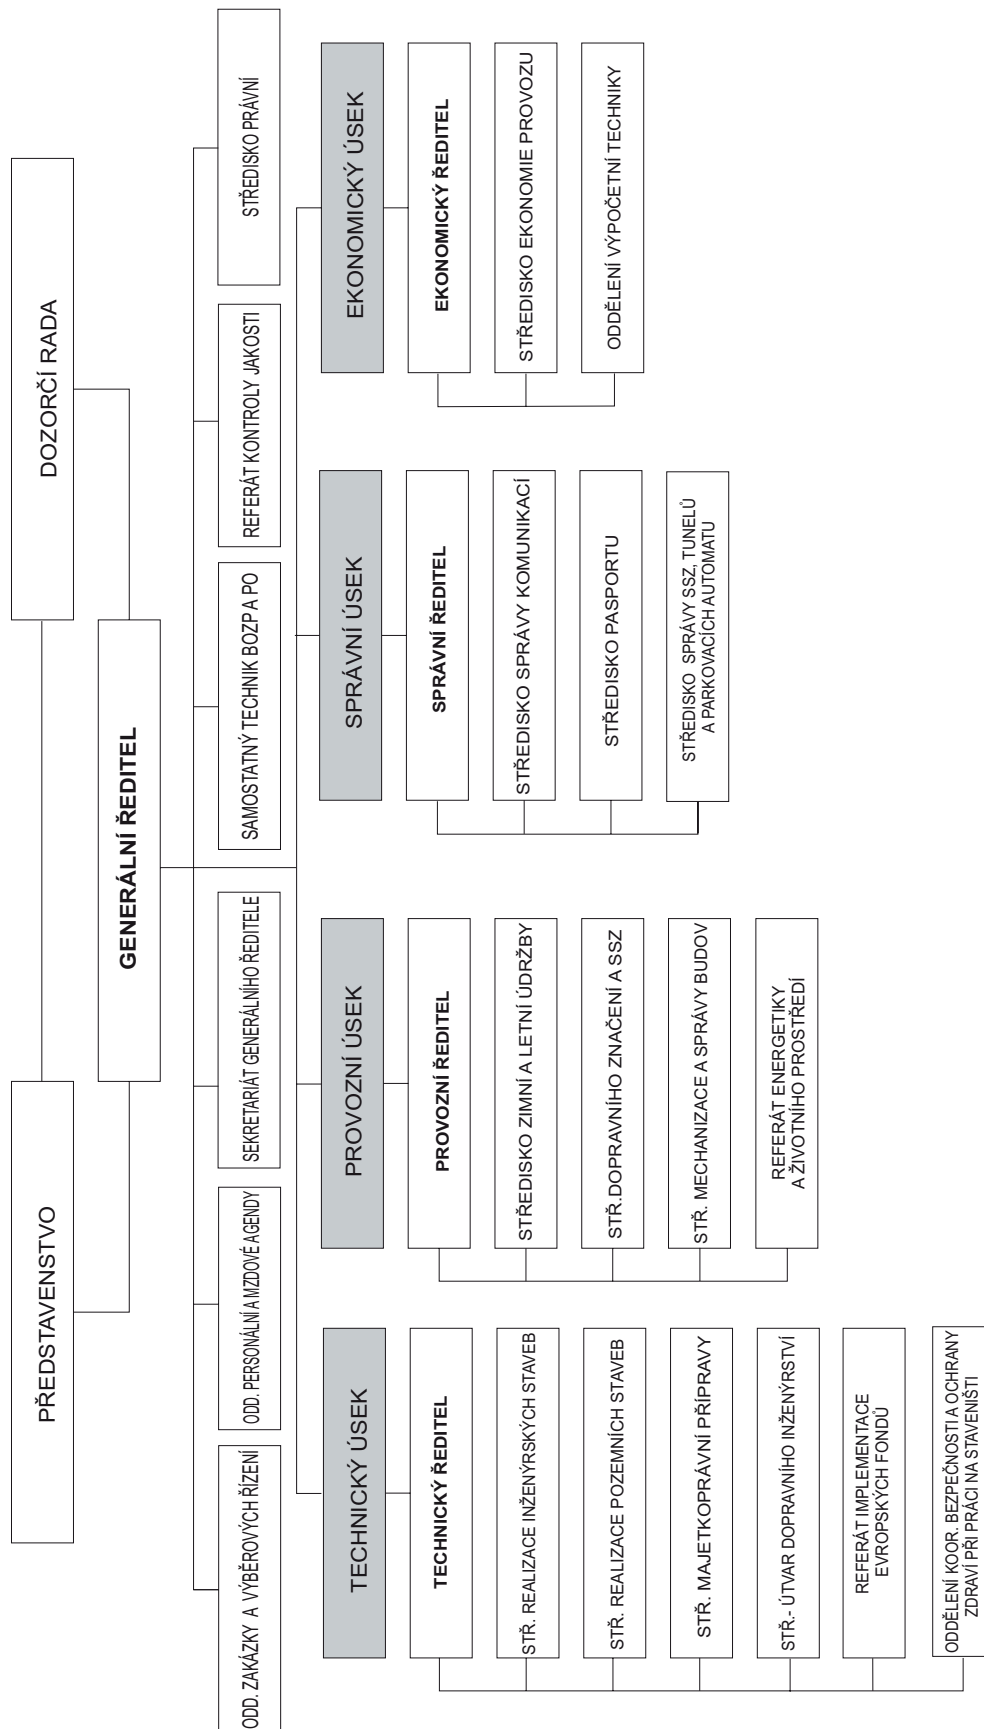 PŘEDSTAVENSTVO
DOZORČÍ RADA
GENERÁLNÍ ŘEDITEL
ODD. ZAKÁZKY A VÝBĚROVÝCH ŘÍZENÍ
ODD. PERSONÁLNÍ A MZDOVÉ AGENDY
SEKRETARIÁT GENERÁLNÍHO ŘEDITELE
SAMOSTATNÝ TECHNIK BOZP A PO
REFERÁT KONTROLY JAKOSTI
STŘEDISKO PRÁVNÍ
TECHNICKÝ ÚSEK
TECHNICKÝ ŘEDITEL
STŘ. REALIZACE INŽENÝRSKÝCH STAVEB
STŘ. REALIZACE POZEMNÍCH STAVEB
STŘ. MAJETKOPRÁVNÍ PŘÍPRAVY
STŘ.- ÚTVAR DOPRAVNÍHO INŽENÝRSTVÍ
REFERÁT IMPLEMENTACE
EVROPSKÝCH FONDŮ
ODDĚLENÍ KOOR. BEZPEČNOSTI A OCHRANY
ZDRAVÍ PŘI PRÁCI NA STAVENIŠTI
PROVOZNÍ ÚSEK
PROVOZNÍ ŘEDITEL
STŘEDISKO ZIMNÍ A LETNÍ ÚDRŽBY
STŘ.DOPRAVNÍHO ZNAČENÍ A SSZ
STŘ. MECHANIZACE A SPRÁVY BUDOV
REFERÁT ENERGETIKY
A ŽIVOTNÍHO PROSTŘEDÍ
SPRÁVNÍ ÚSEK
SPRÁVNÍ ŘEDITEL
STŘEDISKO SPRÁVY KOMUNIKACÍ
STŘEDISKO PASPORTU
STŘEDISKO SPRÁVY SSZ, TUNELŮ
A PARKOVACÍCH AUTOMATU
EKONOMICKÝ ÚSEK
EKONOMICKÝ ŘEDITEL
STŘEDISKO EKONOMIE PROVOZU
ODDĚLENÍ VÝPOČETNÍ TECHNIKY